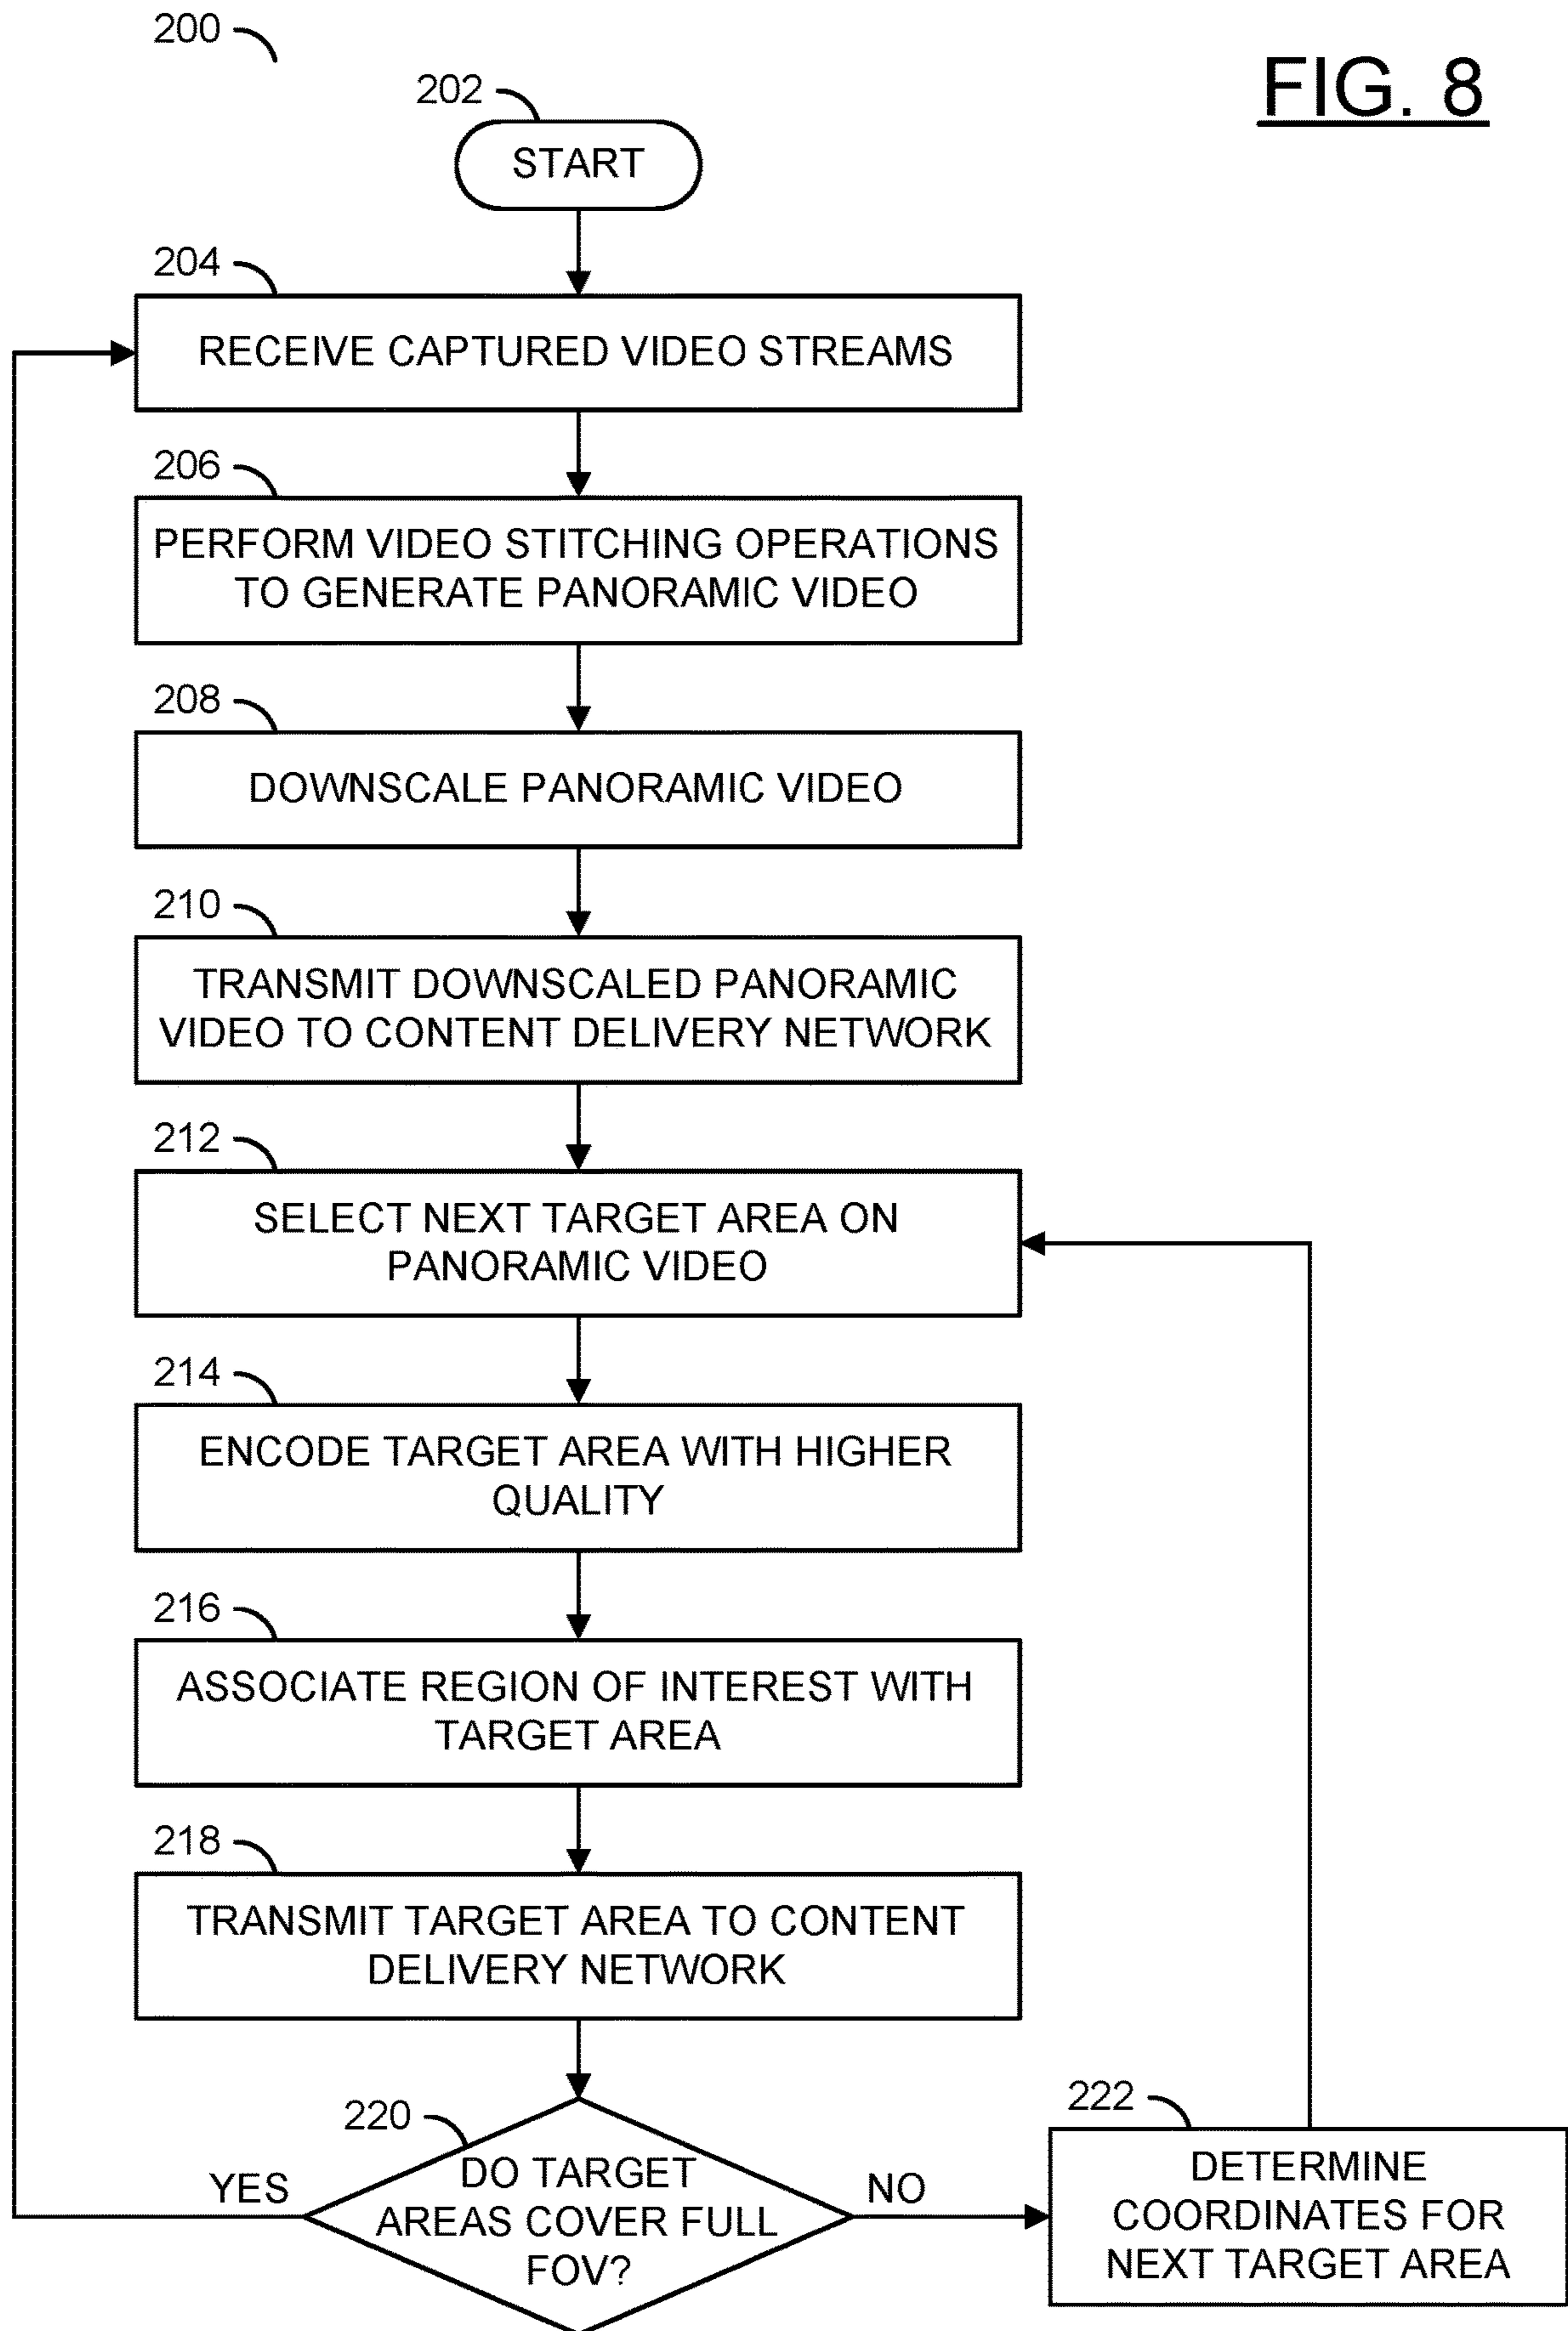 200
FIG. 8
202
START
204
RECEIVE CAPTURED VIDEO STREAMS
206
PERFORM VIDEO STITCHING OPERATIONS
TO GENERATE PANORAMIC VIDEO
208
DOWNSCALE PANORAMIC VIDEO
210
TRANSMIT DOWNSCALED PANORAMIC
VIDEO TO CONTENT DELIVERY NETWORK
212
SELECT NEXT TARGET AREA ON
PANORAMIC VIDEO
214
ENCODE TARGET AREA WITH HIGHER
QUALITY
216
ASSOCIATE REGION OF INTEREST WITH
TARGET AREA
218
TRANSMIT TARGET AREA TO CONTENT
DELIVERY NETWORK
220
DO TARGET
AREAS COVER FULL
FOV?
YES
NO
222
DETERMINE
COORDINATES FOR
NEXT TARGET AREA